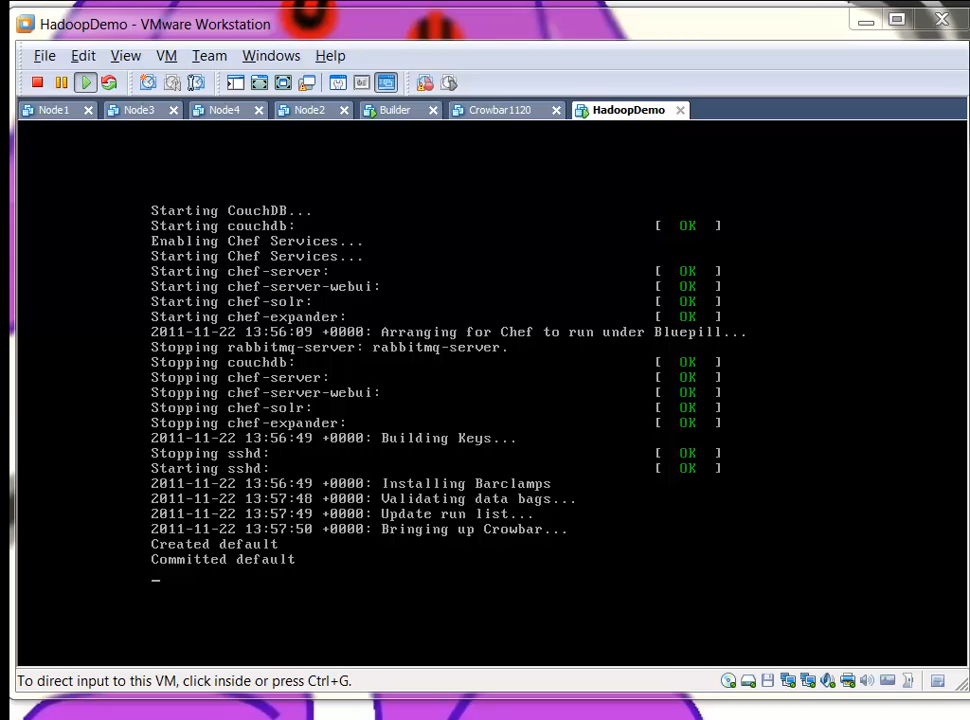 HadoopDemo - VMware Workstation
File Edit View VM Team Windows Help
Node1 Node3 Node4 Node2 Builder Crowbar1120 HadoopDemo
Starting CouchDB...
Starting couchdb: [ OK ]
Enabling Chef Services...
Starting Chef Services...
Starting chef-server: [ OK ]
Starting chef-server-webui: [ OK ]
Starting chef-solr: [ OK ]
Starting chef-expander: [ OK ]
2011-11-22 13:56:09 +0000: Arranging for Chef to run under Bluepill...
Stopping rabbitmq-server: rabbitmq-server.
Stopping couchdb: [ OK ]
Stopping chef-server: [ OK ]
Stopping chef-server-webui: [ OK ]
Stopping chef-solr: [ OK ]
Stopping chef-expander: [ OK ]
2011-11-22 13:56:49 +0000: Building Keys...
Stopping sshd: [ OK ]
Starting sshd: [ OK ]
2011-11-22 13:56:49 +0000: Installing Barclamps
2011-11-22 13:57:48 +0000: Validating data bags...
2011-11-22 13:57:49 +0000: Update run list...
2011-11-22 13:57:50 +0000: Bringing up Crowbar...
Created default
Committed default
_
To direct input to this VM, click inside or press Ctrl+G.